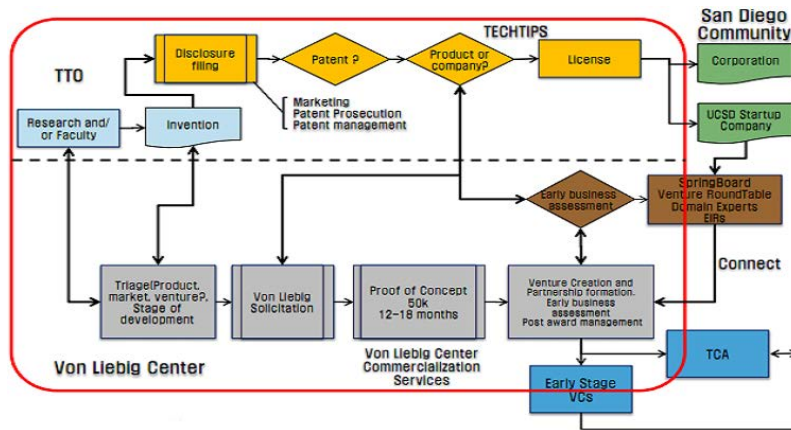 San Diego
Community
TECHTIPS
TTO
Disclosure
filing
Patent ?
Product or
company?
License
Corporation
Marketing
Patent Prosecution
Patent management
Research and/
or Faculty
Invention
UCSD Startup
Company
Early business
assessment
SpringBoard
Venture RoundTable
Domain Experts
EIRs
Connect
Triage(Product,
market, venture?,
Stage of
development
Von Liebig
Solicitation
Proof of Concept
50k
12-18 months
Venture Creation and
Partnership formation.
Early business
assessment
Post award management
Von Liebig Center
Von Liebig Center
Commercialization
Services
TCA
Early Stage
VCs